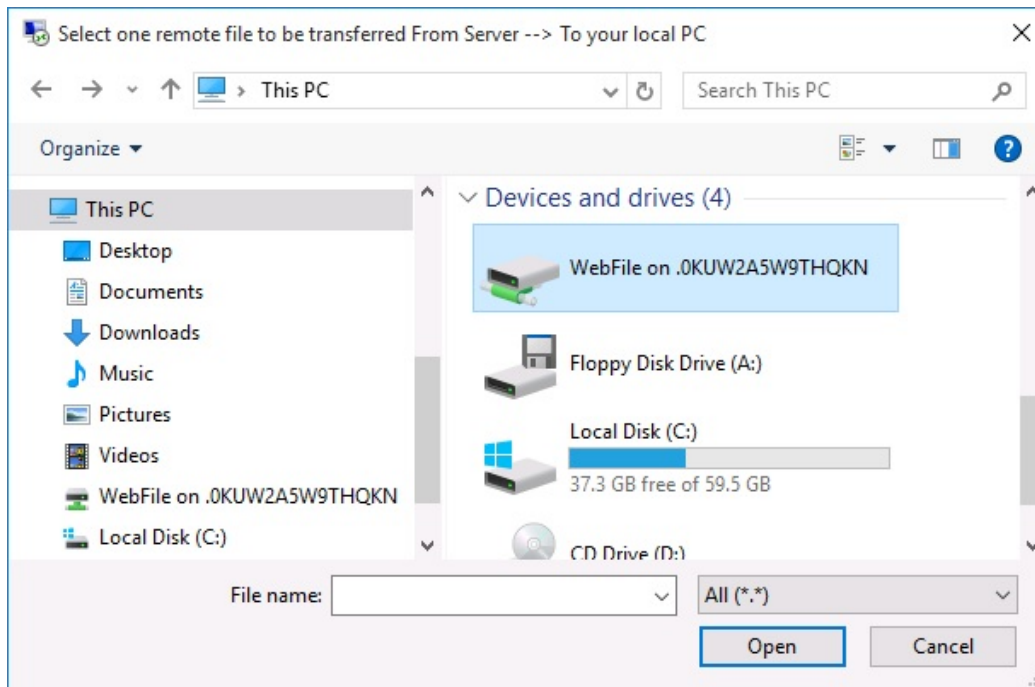 Select one remote file to be transferred From Server --> To your local PC
This PC
Search This PC
Organize
This PC
Desktop
Documents
Downloads
Music
Pictures
Videos
WebFile on .0KUW2A5W9THQKN
Local Disk (C:)
Devices and drives (4)
WebFile on .0KUW2A5W9THQKN
Floppy Disk Drive (A:)
Local Disk (C:)
37.3 GB free of 59.5 GB
CD Drive (D:)
File name:
All (*.*)
Open
Cancel